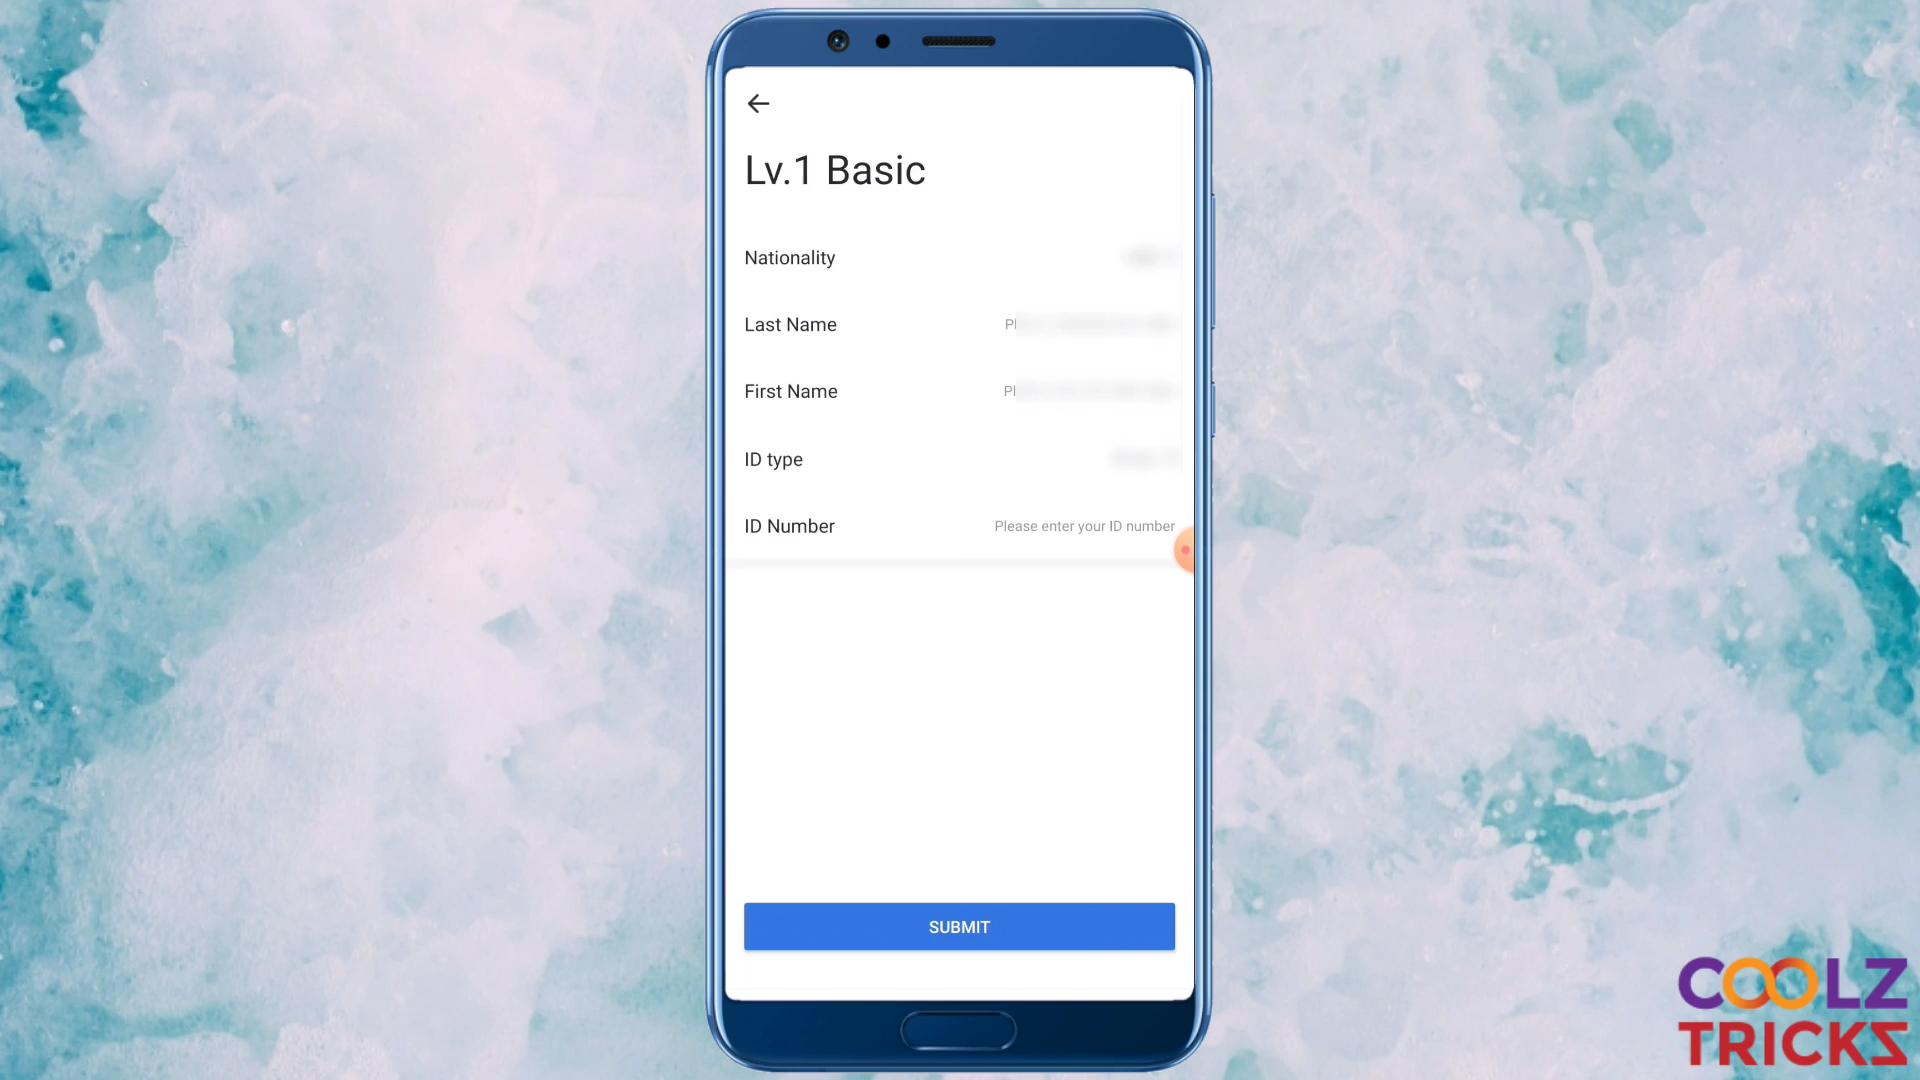 Lv.1 Basic
Nationality
Last Name
First Name
ID type
ID Number Please enter your ID number
SUBMIT
COOLZ
TRICKS